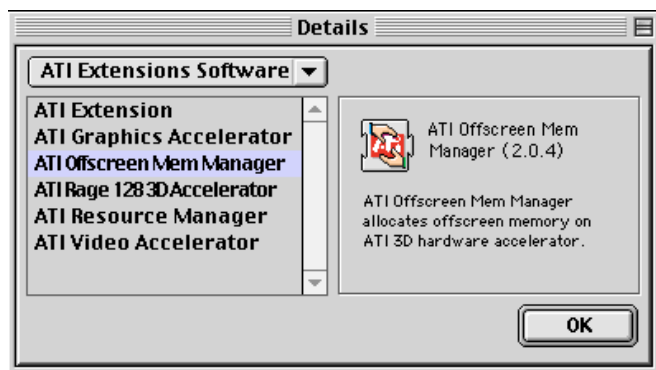 Details
ATI Extensions Software
ATI Extension
ATI Graphics Accelerator
ATI Offscreen Mem Manager
ATI Rage 128 3D Accelerator
ATI Resource Manager
ATI Video Accelerator
ATI Offscreen Mem
Manager (2.0.4)
ATI Offscreen Mem Manager
allocates offscreen memory on
ATI 3D hardware accelerator.
OK